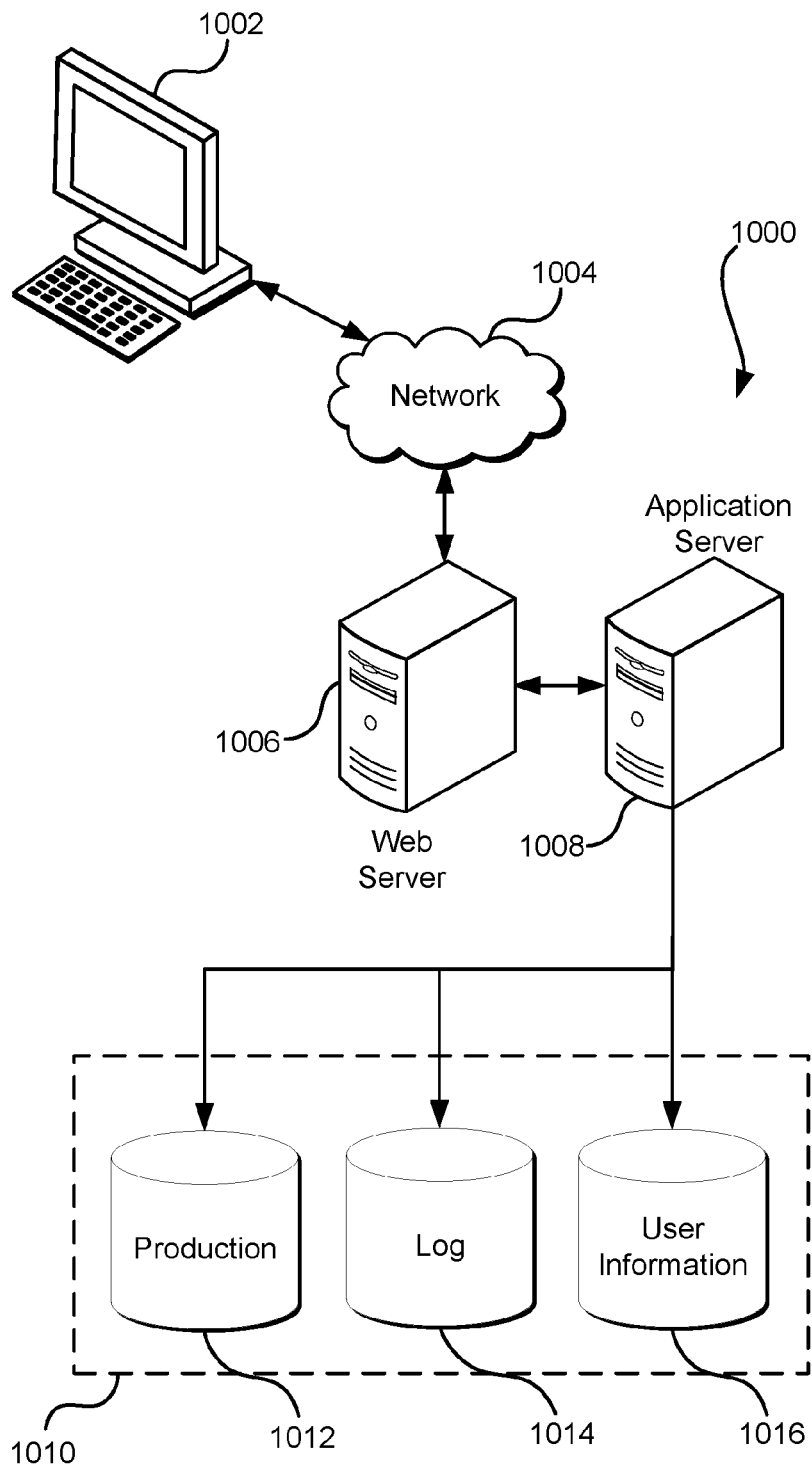 1002
1000
1004
Network
Application
Server
1006
1008
Web
Server
Production
Log
User
Information
1010
1012
1014
1016